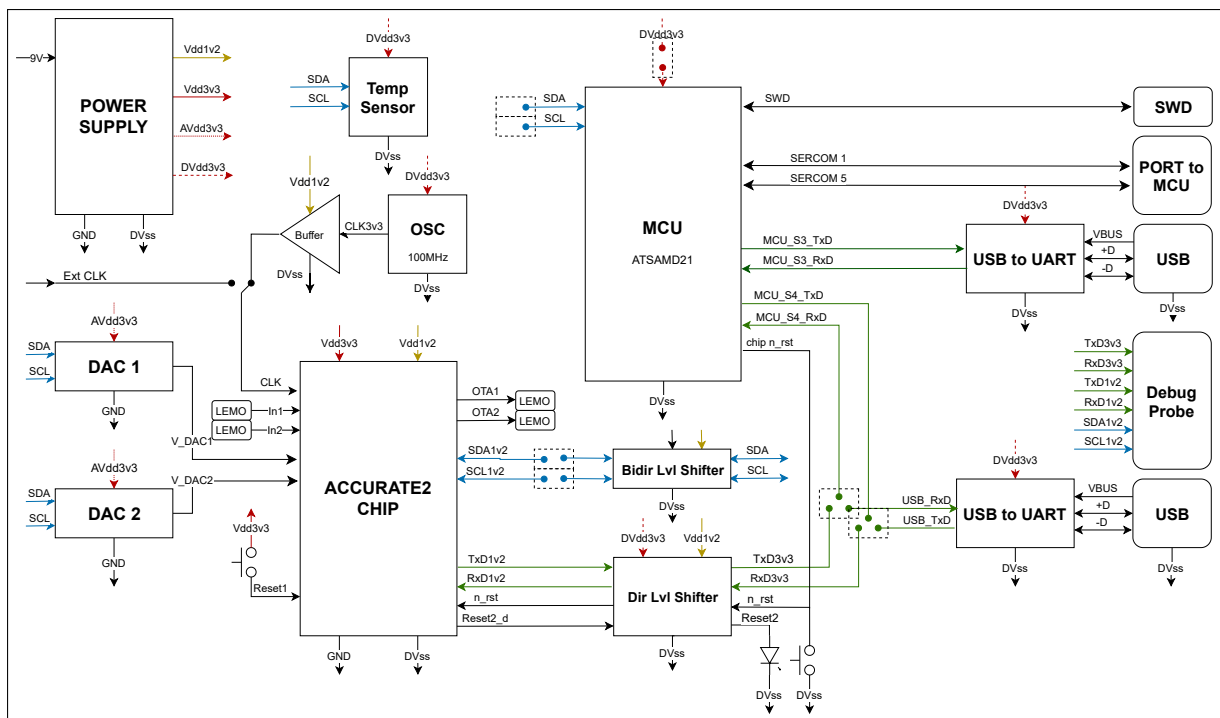 9V
POWER
SUPPLY
Vdd1v2
Vdd3v3
AVdd3v3
DVdd3v3
GND
DVss
DVdd3v3
SDA
SCL
Temp
Sensor
DVss
Vdd1v2
Buffer
DVss
CLK3v3
DVdd3v3
OSC
100MHz
DVss
Ext CLK
AVdd3v3
SDA
SCL
DAC 1
GND
V_DAC1
AVdd3v3
SDA
SCL
DAC 2
GND
V_DAC2
CLK
LEMO
In1
LEMO
In2
Vdd3v3
Reset1
Vdd3v3
Vdd1v2
ACCURATE2
CHIP
GND
DVss
OTA1
LEMO
OTA2
LEMO
SDA1v2
SCL1v2
TxD1v2
RxD1v2
n_rst
Reset2_d
DVdd3v3
SDA
SCL
MCU
ATSAMD21
DVss
Bidir Lvl Shifter
SDA
SCL
DVss
DVdd3v3
Vdd1v2
Dir Lvl Shifter
DVss
TxD3v3
RxD3v3
n_rst
Reset2
DVss
DVss
SWD
SWD
SERCOM 1
SERCOM 5
PORT to
MCU
MCU_S3_TxD
MCU_S3_RxD
MCU_S4_TxD
MCU_S4_RxD
chip n_rst
DVdd3v3
USB to UART
DVss
VBUS
+D
-D
USB
DVss
TxD3v3
RxD3v3
TxD1v2
RxD1v2
SDA1v2
SCL1v2
Debug
Probe
USB_RxD
USB_TxD
DVdd3v3
USB to UART
DVss
VBUS
+D
-D
USB
DVss